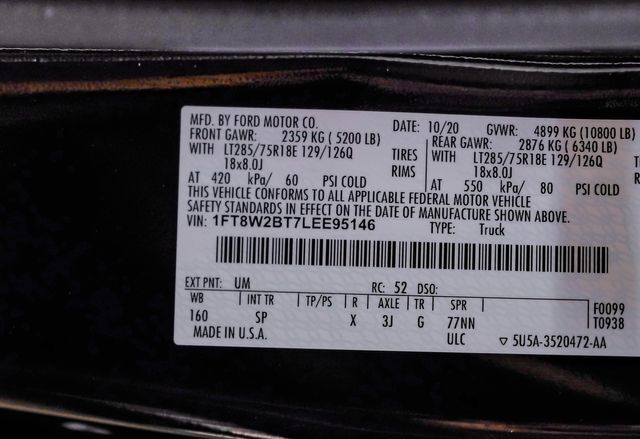 MFD. BY FORD MOTOR CO. DATE: 10/20 GVWR: 4899 KG (10800 LB)
FRONT GAWR: 2359 KG (5200 LB) REAR GAWR: 2876 KG (6340 LB)
WITH LT285/75R18E 129/126Q TIRES WITH LT285/75R18E 129/126Q
18x8.0J RIMS 18x8.0J
AT 420 kPa/ 60 PSI COLD AT 550 kPa/ 80 PSI COLD
THIS VEHICLE CONFORMS TO ALL APPLICABLE FEDERAL MOTOR VEHICLE
SAFETY STANDARDS IN EFFECT ON THE DATE OF MANUFACTURE SHOWN ABOVE.
VIN: 1FT8W2BT7LEE95146 TYPE: Truck
EXT PNT: UM RC: 52 DSO:
WB INT TR TP/PS R AXLE TR SPR F0099
160 SP X 3J G 77NN T0938
MADE IN U.S.A. ULC ▽ 5U5A-3520472-AA